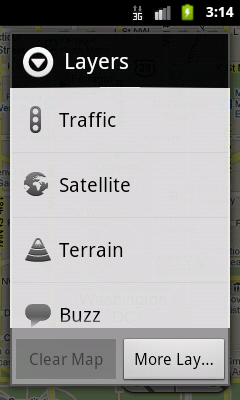 3G 3:14
Layers
Traffic
Satellite
Terrain
Buzz
Clear Map More Lay...